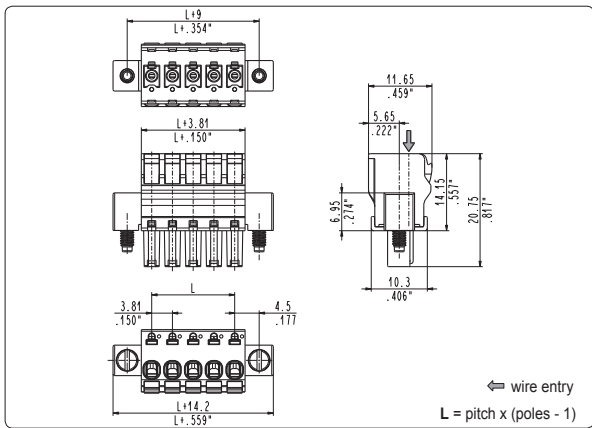 L+9
L+.354"
L+3.81
L+.150"
11.65
.459"
5.65
.222"
6.95
.274"
14.15
.557"
20.75
.817"
10.3
.406"
L
3.81
.150"
4.5
.177
L+14.2
L+.559"
wire entry
L = pitch x (poles - 1)